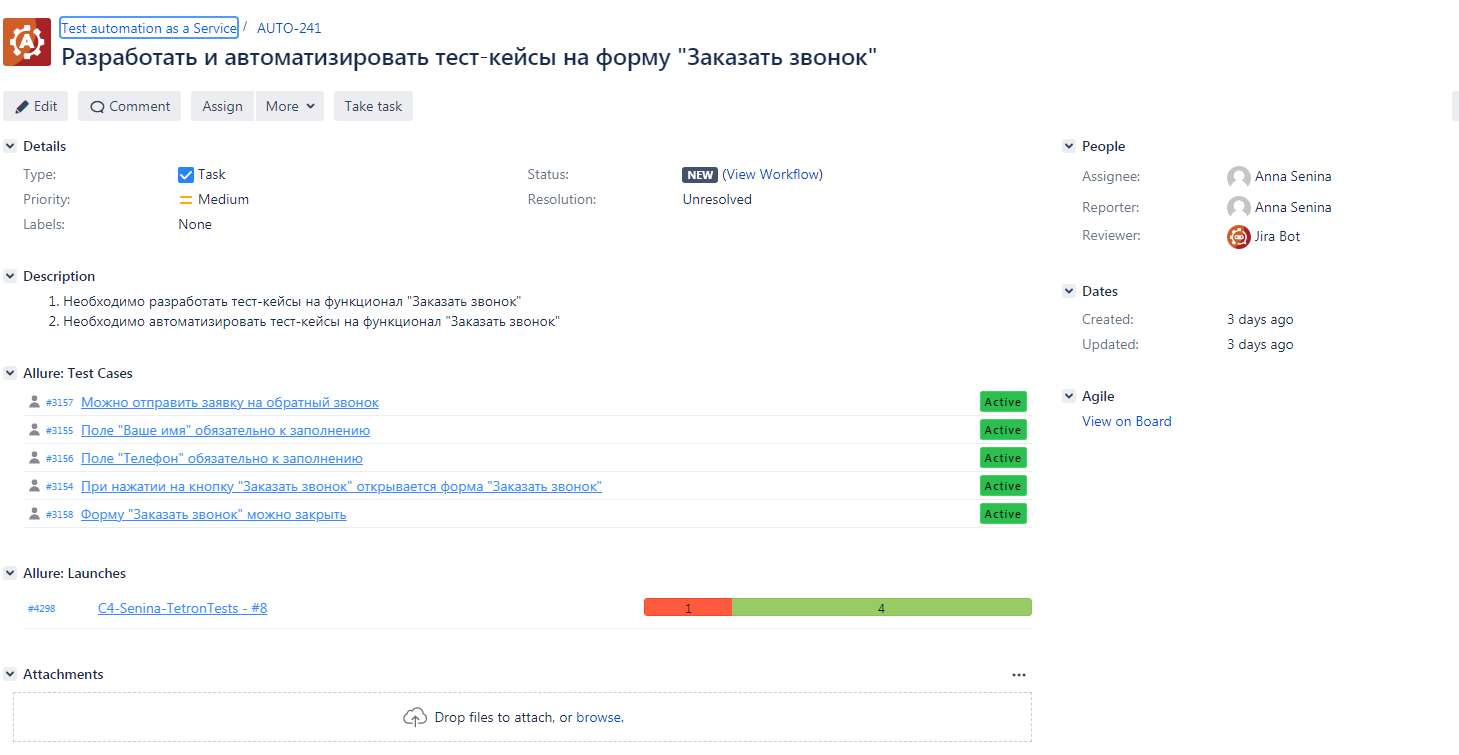 Test automation as a Service / AUTO-241
Разработать и автоматизировать тест-кейсы на форму "Заказать звонок"
Edit Comment Assign More Take task
Details
Type: Task Status: NEW (View Workflow)
Priority: Medium Resolution: Unresolved
Labels: None
Description
1. Необходимо разработать тест-кейсы на функционал "Заказать звонок"
2. Необходимо автоматизировать тест-кейсы на функционал "Заказать звонок"
Allure: Test Cases
#3157 Можно отправить заявку на обратный звонок Active
#3155 Поле "Ваше имя" обязательно к заполнению Active
#3156 Поле "Телефон" обязательно к заполнению Active
#3154 При нажатии на кнопку "Заказать звонок" открывается форма "Заказать звонок" Active
#3158 Форму "Заказать звонок" можно закрыть Active
Allure: Launches
#4298 C4-Senina-TetronTests - #8 1 4
Attachments
Drop files to attach, or browse.
People
Assignee: Anna Senina
Reporter: Anna Senina
Reviewer: Jira Bot
Dates
Created: 3 days ago
Updated: 3 days ago
Agile
View on Board